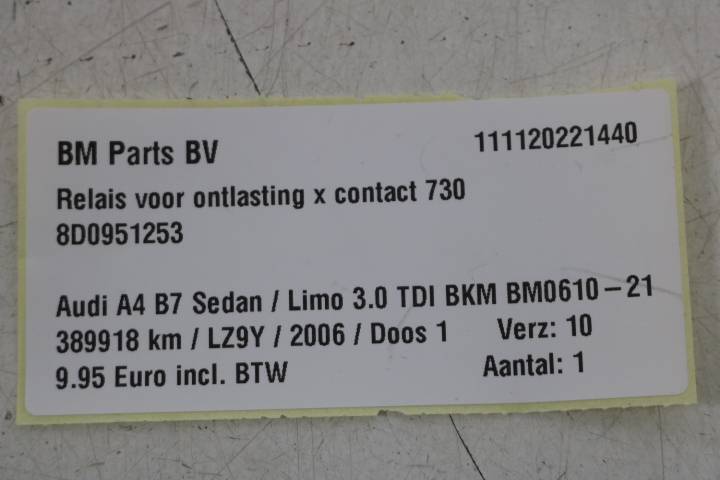 BM Parts BV 111120221440
Relais voor ontlasting x contact 730
8D0951253
Audi A4 B7 Sedan / Limo 3.0 TDI BKM BM0610-21
389918 km / LZ9Y / 2006 / Doos 1 Verz: 10
9.95 Euro incl. BTW Aantal: 1